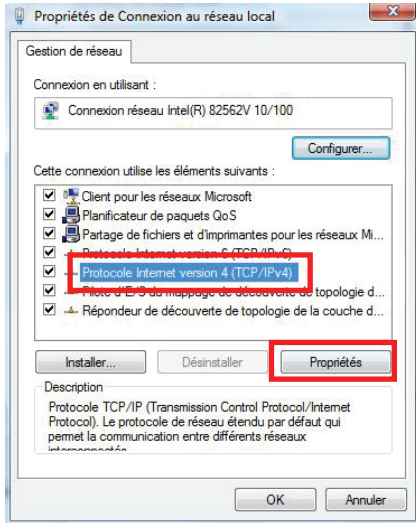 Propriétés de Connexion au réseau local
Gestion de réseau
Connexion en utilisant :
Connexion réseau Intel(R) 82562V 10/100
Configurer...
Cette connexion utilise les éléments suivants :
Client pour les réseaux Microsoft
Planificateur de paquets QoS
Partage de fichiers et d'imprimantes pour les réseaux Mi...
Protocole Internet version 6 (TCP/IPv6)
Protocole Internet version 4 (TCP/IPv4)
Pilote d'E/S du mappage de découverte de topologie d...
Répondeur de découverte de topologie de la couche d...
Installer...
Désinstaller
Propriétés
Description
Protocole TCP/IP (Transmission Control Protocol/Internet
Protocol). Le protocole de réseau étendu par défaut qui
permet la communication entre différents réseaux
interconnectés
OK
Annuler